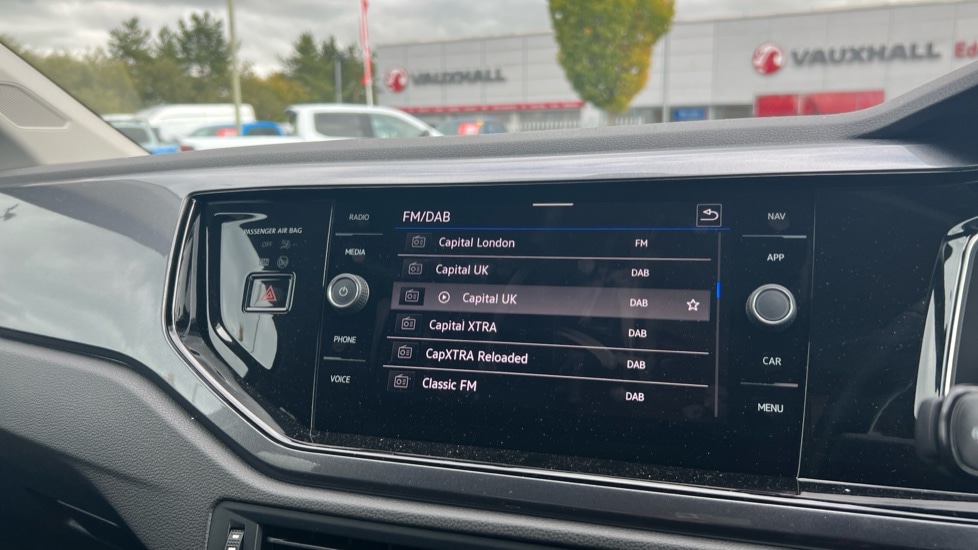 VAUXHALL
VAUXHALL Ed
PASSENGER AIR BAG
OFF
RADIO
MEDIA
PHONE
VOICE
FM/DAB
Capital London FM
Capital UK DAB
Capital UK DAB
Capital XTRA DAB
CapXTRA Reloaded DAB
Classic FM DAB
NAV
APP
CAR
MENU